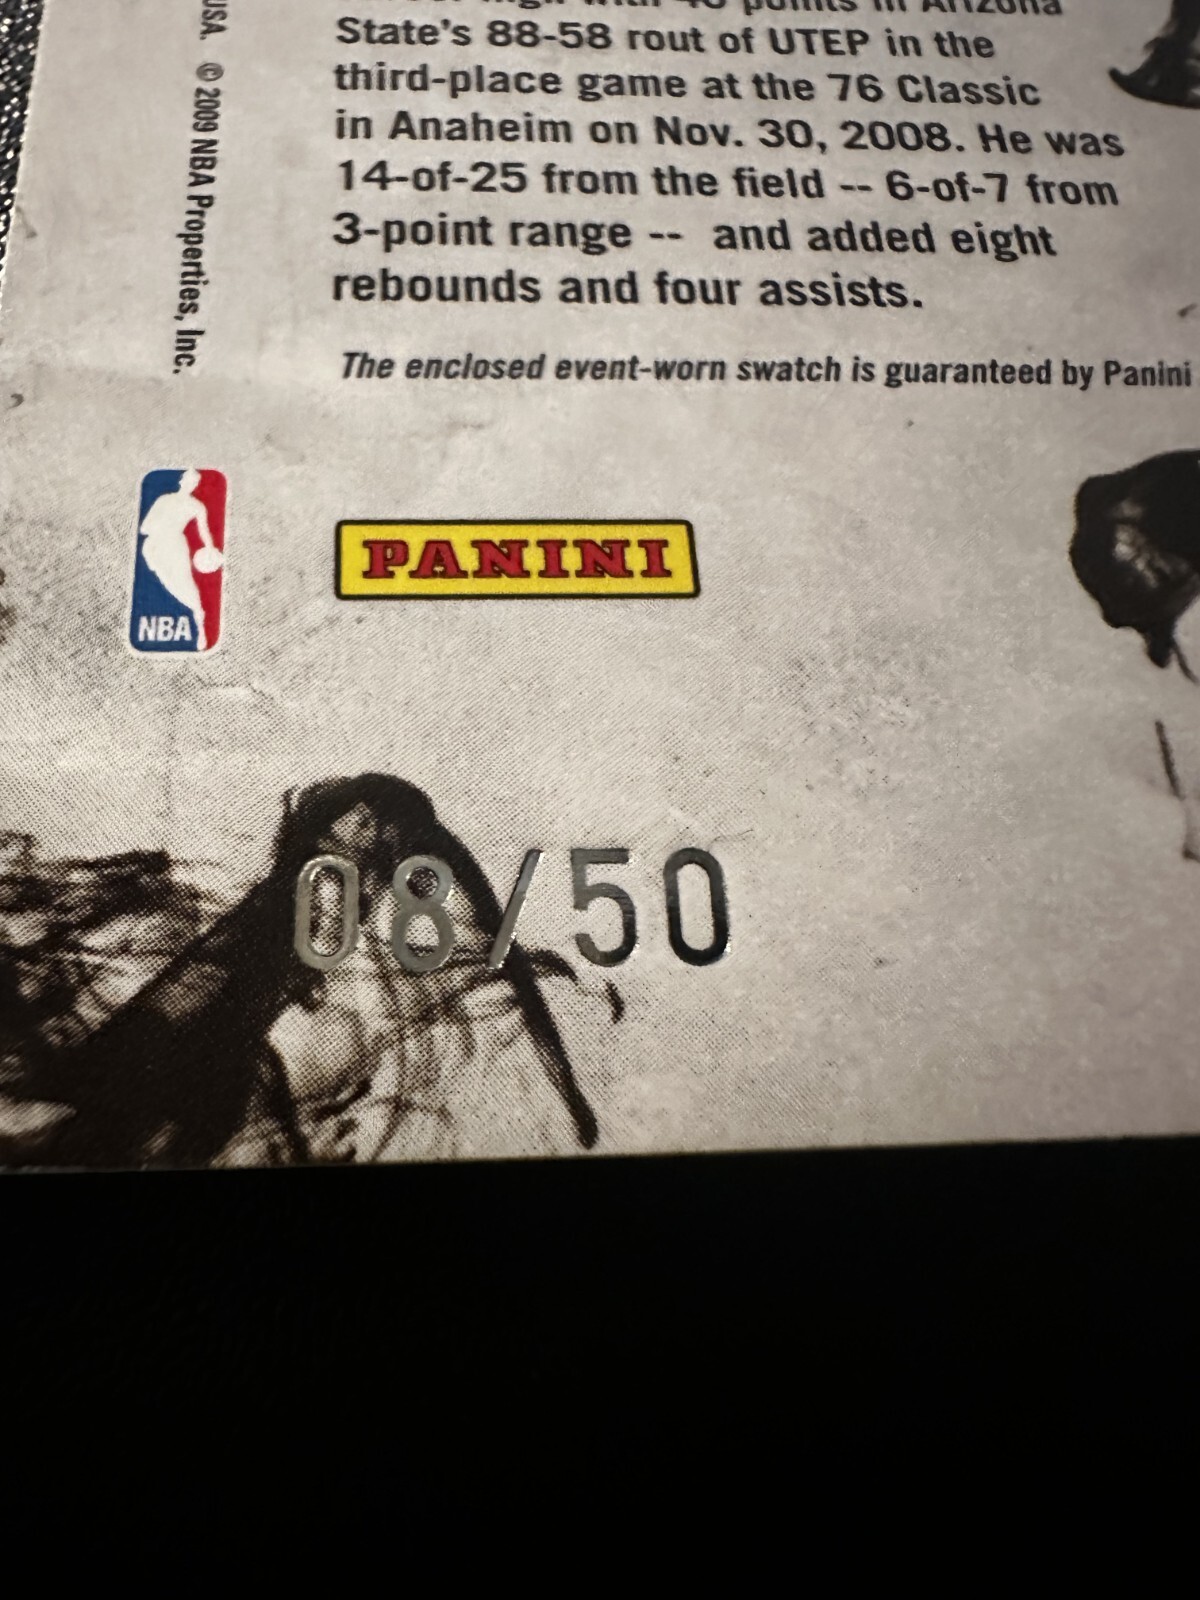 points in Arizona
State's 88-58 rout of UTEP in the
third-place game at the 76 Classic
in Anaheim on Nov. 30, 2008. He was
14-of-25 from the field -- 6-of-7 from
3-point range -- and added eight
rebounds and four assists.
The enclosed event-worn swatch is guaranteed by Panini
USA. © 2009 NBA Properties, Inc.
NBA
PANINI
08/50